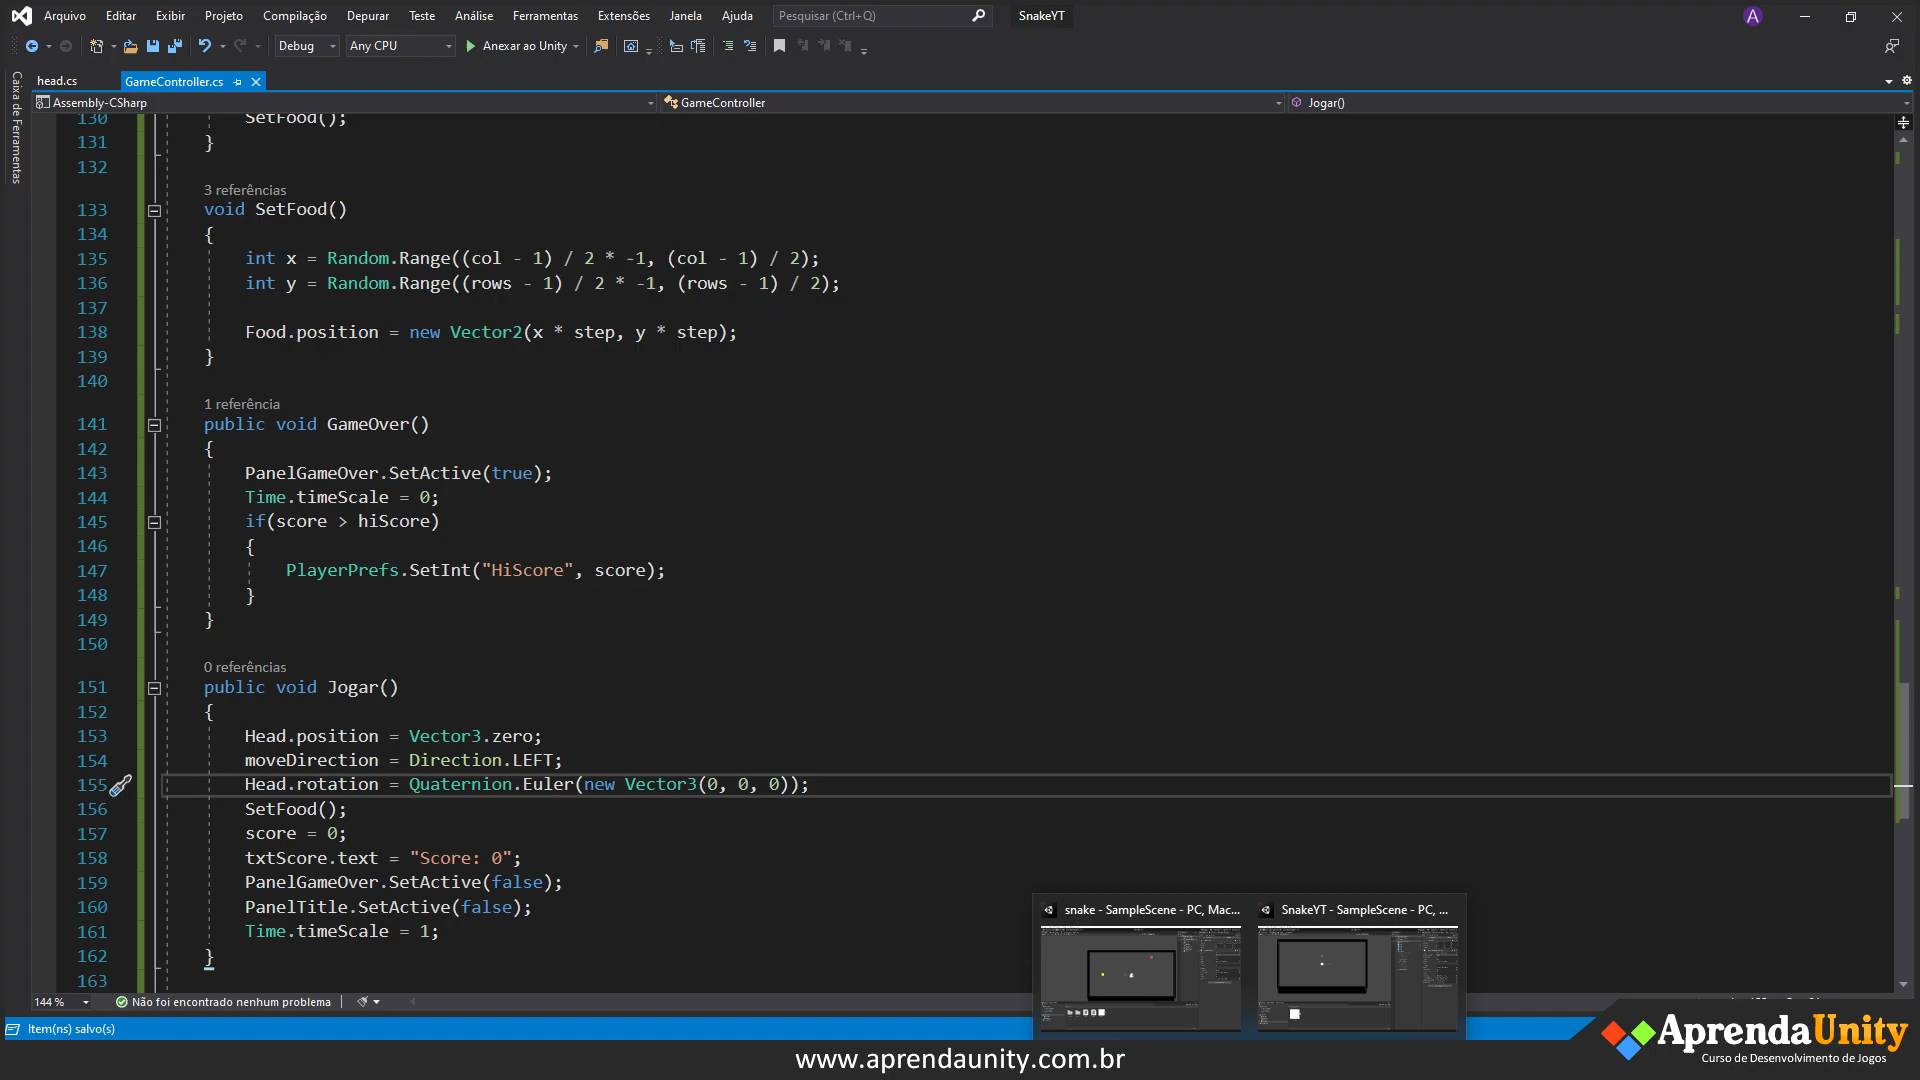 Arquivo Editar Exibir Projeto Compilação Depurar Teste Análise Ferramentas Extensões Janela Ajuda Pesquisar (Ctrl+Q) SnakeYT A
Debug Any CPU Anexar ao Unity
Caixa de Ferramentas
head.cs GameController.cs
Assembly-CSharp GameController Jogar()
130 SetFood();
131 }
132
3 referências
133 void SetFood()
134 {
135 int x = Random.Range((col - 1) / 2 * -1, (col - 1) / 2);
136 int y = Random.Range((rows - 1) / 2 * -1, (rows - 1) / 2);
137
138 Food.position = new Vector2(x * step, y * step);
139 }
140
1 referência
141 public void GameOver()
142 {
143 PanelGameOver.SetActive(true);
144 Time.timeScale = 0;
145 if(score > hiScore)
146 {
147 PlayerPrefs.SetInt("HiScore", score);
148 }
149 }
150
0 referências
151 public void Jogar()
152 {
153 Head.position = Vector3.zero;
154 moveDirection = Direction.LEFT;
155 Head.rotation = Quaternion.Euler(new Vector3(0, 0, 0));
156 SetFood();
157 score = 0;
158 txtScore.text = "Score: 0";
159 PanelGameOver.SetActive(false);
160 PanelTitle.SetActive(false);
161 Time.timeScale = 1;
162 }
163
snake - SampleScene - PC, Mac... SnakeYT - SampleScene - PC, ...
144 % Não foi encontrado nenhum problema
Item(ns) salvo(s)
AprendaUnity
Curso de Desenvolvimento de Jogos
www.aprendaunity.com.br